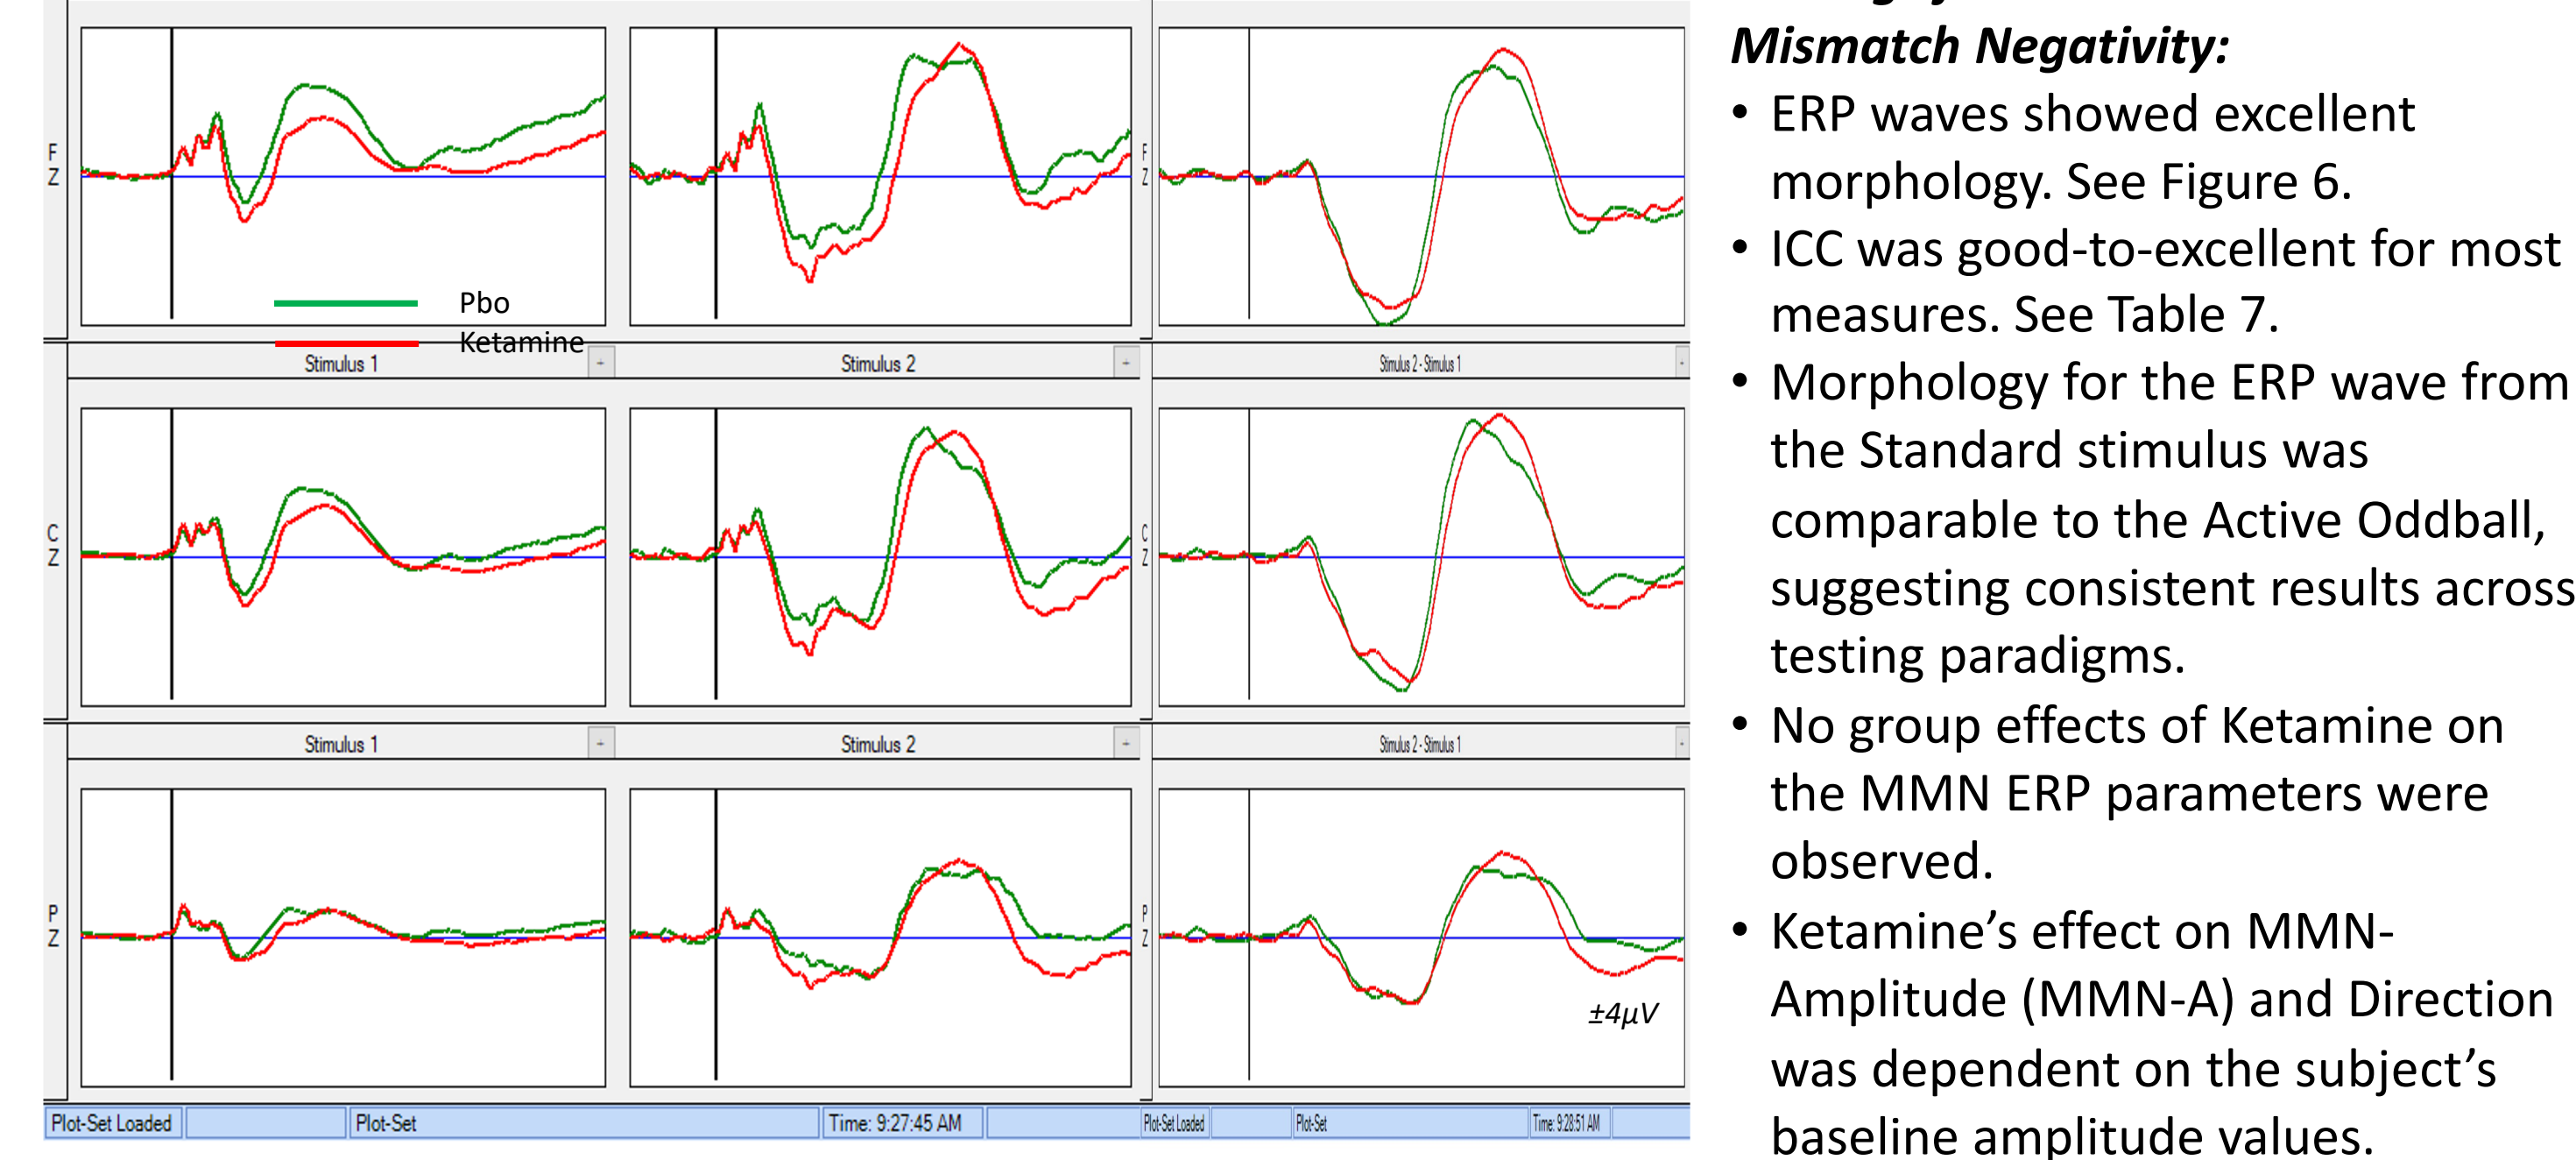 F
Z
F
Z
Pbo
Ketamine
Stimulus 1
Stimulus 2
Stimulus 2 - Stimulus 1
C
Z
C
Z
Stimulus 1
Stimulus 2
Stimulus 2 - Stimulus 1
P
Z
P
Z
±4µV
Plot-Set Loaded
Plot-Set
Time: 9:27:45 AM
Plot-Set Loaded
Plot-Set
Time: 9:28:51 AM
Mismatch Negativity:
• ERP waves showed excellent
morphology. See Figure 6.
• ICC was good-to-excellent for most
measures. See Table 7.
• Morphology for the ERP wave from
the Standard stimulus was
comparable to the Active Oddball,
suggesting consistent results across
testing paradigms.
• No group effects of Ketamine on
the MMN ERP parameters were
observed.
• Ketamine’s effect on MMN-
Amplitude (MMN-A) and Direction
was dependent on the subject’s
baseline amplitude values.